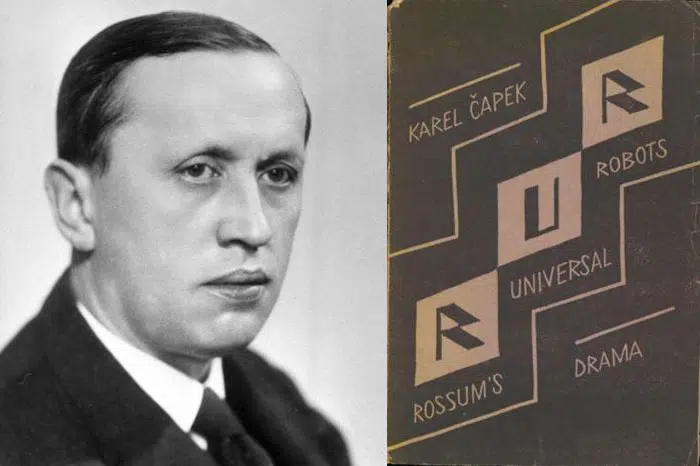 KAREL ČAPEK
R
ROBOTS
U
UNIVERSAL
R
ROSSUM'S
DRAMA